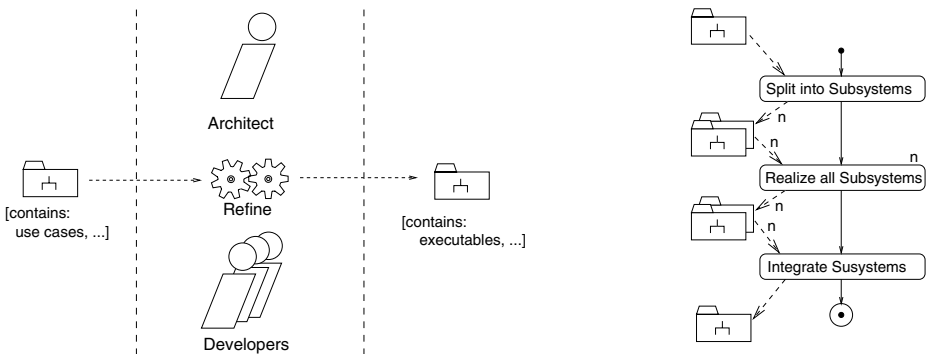 Architect
Refine
[contains:
use cases, ...]
[contains:
executables, ...]
Developers
Split into Subsystems
n
n
n
Realize all Subsystems
n
n
Integrate Susystems